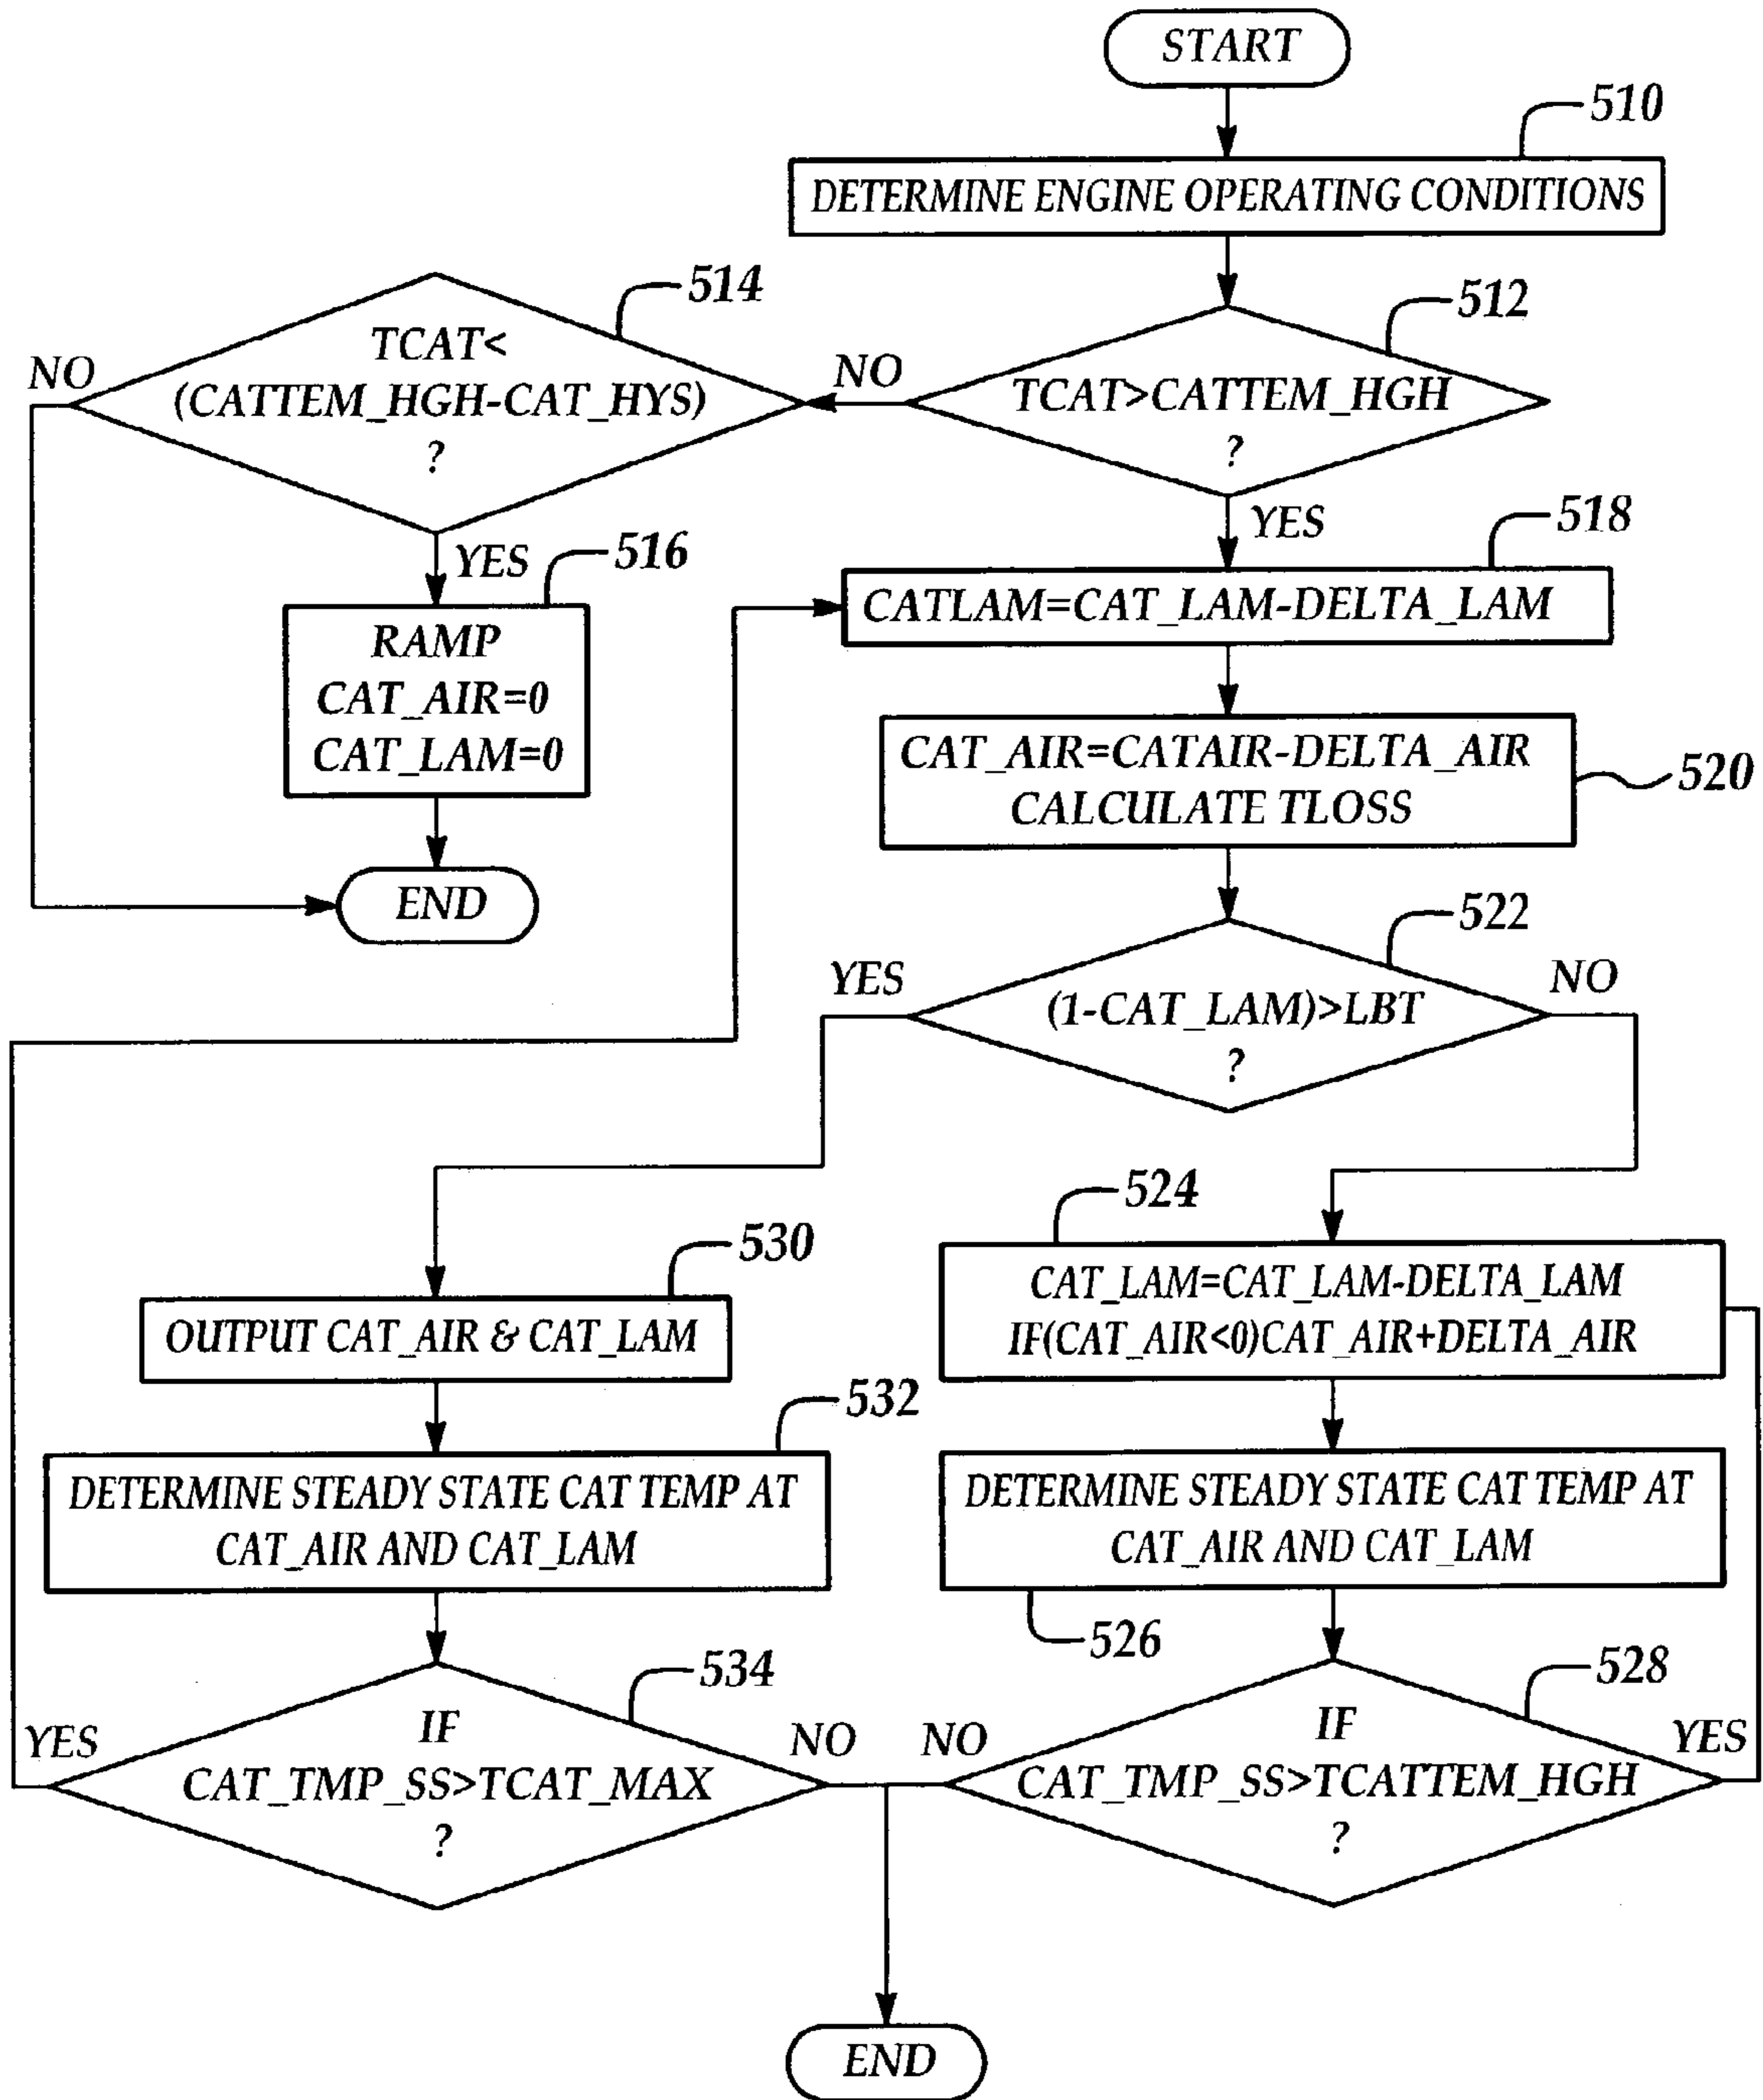 START
510
DETERMINE ENGINE OPERATING CONDITIONS
514
512
TCAT<
(CATTEM_HGH-CAT_HYS)
?
NO
NO
TCAT>CATTEM_HGH
?
YES
516
YES
518
RAMP
CAT_AIR=0
CAT_LAM=0
CATLAM=CAT_LAM-DELTA_LAM
CAT_AIR=CATAIR-DELTA_AIR
CALCULATE TLOSS
520
END
522
YES
NO
(1-CAT_LAM)>LBT
?
524
530
CAT_LAM=CAT_LAM-DELTA_LAM
IF(CAT_AIR<0)CAT_AIR+DELTA_AIR
OUTPUT CAT_AIR & CAT_LAM
532
DETERMINE STEADY STATE CAT TEMP AT
CAT_AIR AND CAT_LAM
DETERMINE STEADY STATE CAT TEMP AT
CAT_AIR AND CAT_LAM
526
534
528
YES
IF
CAT_TMP_SS>TCAT_MAX
?
NO
NO
IF
CAT_TMP_SS>TCATTEM_HGH
?
YES
END